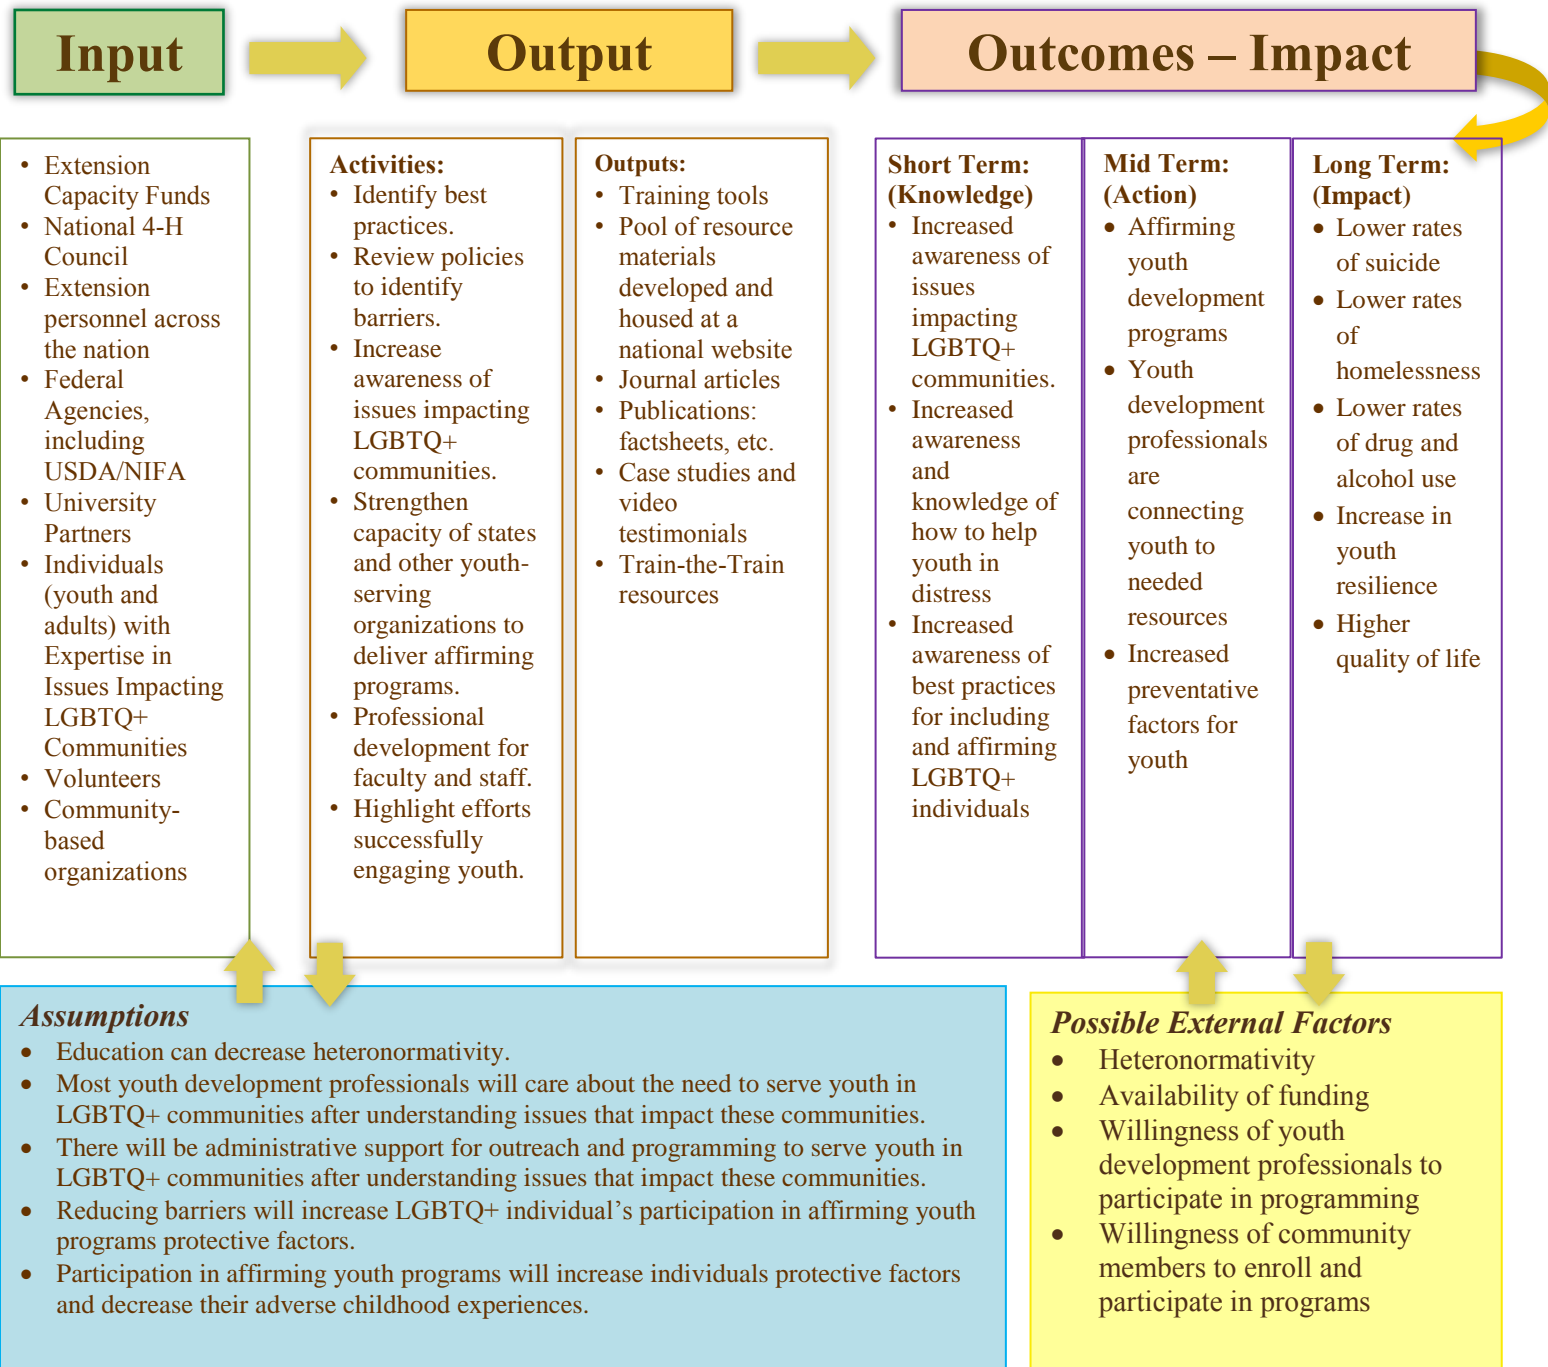 Input
Output
Outcomes – Impact
• Extension
Capacity Funds
• National 4-H
Council
• Extension
personnel across
the nation
• Federal
Agencies,
including
USDA/NIFA
• University
Partners
• Individuals
(youth and
adults) with
Expertise in
Issues Impacting
LGBTQ+
Communities
• Volunteers
• Community-
based
organizations
Activities:
• Identify best
practices.
• Review policies
to identify
barriers.
• Increase
awareness of
issues impacting
LGBTQ+
communities.
• Strengthen
capacity of states
and other youth-
serving
organizations to
deliver affirming
programs.
• Professional
development for
faculty and staff.
• Highlight efforts
successfully
engaging youth.
Outputs:
• Training tools
• Pool of resource
materials
developed and
housed at a
national website
• Journal articles
• Publications:
factsheets, etc.
• Case studies and
video
testimonials
• Train-the-Train
resources
Short Term:
(Knowledge)
• Increased
awareness of
issues
impacting
LGBTQ+
communities.
• Increased
awareness
and
knowledge of
how to help
youth in
distress
• Increased
awareness of
best practices
for including
and affirming
LGBTQ+
individuals
Mid Term:
(Action)
• Affirming
youth
development
programs
• Youth
development
professionals
are
connecting
youth to
needed
resources
• Increased
preventative
factors for
youth
Long Term:
(Impact)
• Lower rates
of suicide
• Lower rates
of
homelessness
• Lower rates
of drug and
alcohol use
• Increase in
youth
resilience
• Higher
quality of life
Assumptions
• Education can decrease heteronormativity.
• Most youth development professionals will care about the need to serve youth in
LGBTQ+ communities after understanding issues that impact these communities.
• There will be administrative support for outreach and programming to serve youth in
LGBTQ+ communities after understanding issues that impact these communities.
• Reducing barriers will increase LGBTQ+ individual’s participation in affirming youth
programs protective factors.
• Participation in affirming youth programs will increase individuals protective factors
and decrease their adverse childhood experiences.
Possible External Factors
• Heteronormativity
• Availability of funding
• Willingness of youth
development professionals to
participate in programming
• Willingness of community
members to enroll and
participate in programs